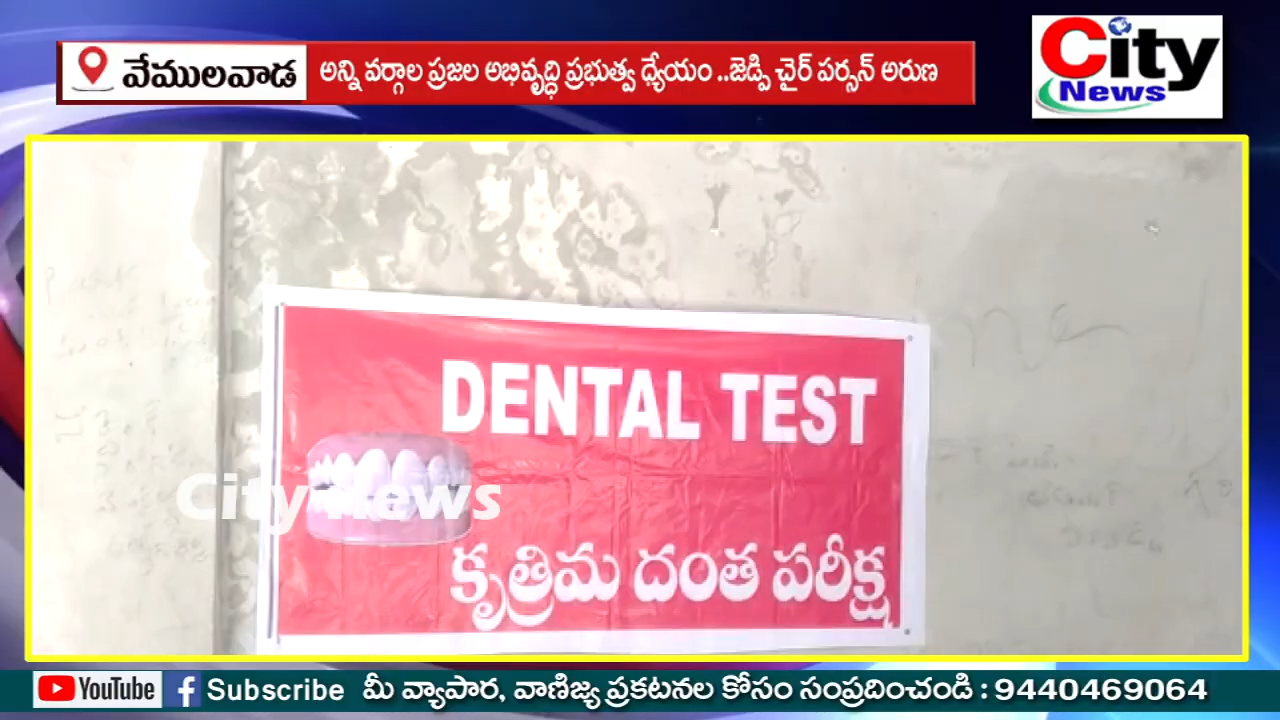 వేములవాడ
అన్ని వర్గాల ప్రజల అభివృద్ధి ప్రభుత్వ ధ్యేయం ..జెడ్పి చైర్ పర్సన్ అరుణ
City
News
DENTAL TEST
City News
కృత్రిమ దంత పరీక్ష
YouTube f Subscribe మీ వ్యాపార, వాణిజ్య ప్రకటనల కోసం సంప్రదించండి : 9440469064